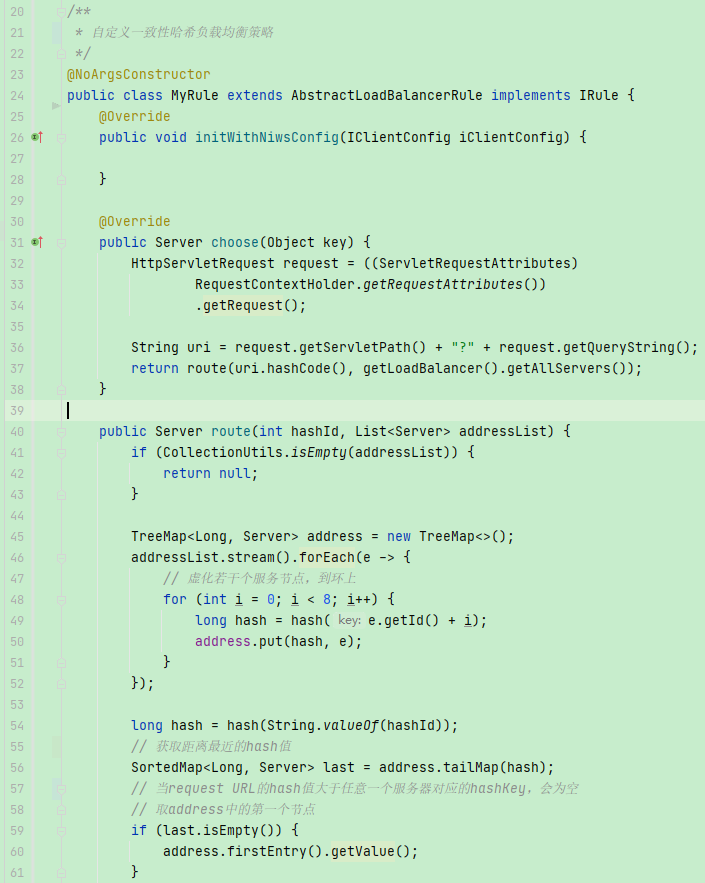 20 /**
21  * 自定义一致性哈希负载均衡策略
22  */
23 @NoArgsConstructor
24 public class MyRule extends AbstractLoadBalancerRule implements IRule {
25     @Override
26     public void initWithNiwsConfig(IClientConfig iClientConfig) {
27
28     }
29
30     @Override
31     public Server choose(Object key) {
32         HttpServletRequest request = ((ServletRequestAttributes)
33                 RequestContextHolder.getRequestAttributes())
34                 .getRequest();
35
36         String uri = request.getServletPath() + "?" + request.getQueryString();
37         return route(uri.hashCode(), getLoadBalancer().getAllServers());
38     }
39
40     public Server route(int hashId, List<Server> addressList) {
41         if (CollectionUtils.isEmpty(addressList)) {
42             return null;
43         }
44
45         TreeMap<Long, Server> address = new TreeMap<>();
46         addressList.stream().forEach(e -> {
47             // 虚化若干个服务节点，到坏上
48             for (int i = 0; i < 8; i++) {
49                 long hash = hash( key: e.getId() + i);
50                 address.put(hash, e);
51             }
52         });
53
54         long hash = hash(String.valueOf(hashId));
55         // 获取距离最近的hash值
56         SortedMap<Long, Server> last = address.tailMap(hash);
57         // 当request URL的hash值大于任意一个服务器对应的hashKey，会为空
58         // 取address中的第一个节点
59         if (last.isEmpty()) {
60             address.firstEntry().getValue();
61         }